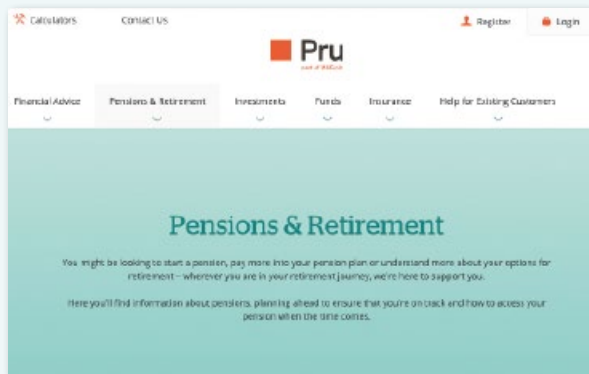 Calculators Contact Us Register Login
Pru
part of M&G plc
Financial Advice Pensions & Retirement Investments Funds Insurance Help for Existing Customers
Pensions & Retirement
You might be looking to start a pension, pay more into your pension plan or understand more about your options for
retirement – wherever you are in your retirement journey, we're here to support you.
Here you'll find information about pensions, planning ahead to ensure that you're on track and how to access your
pension when the time comes.